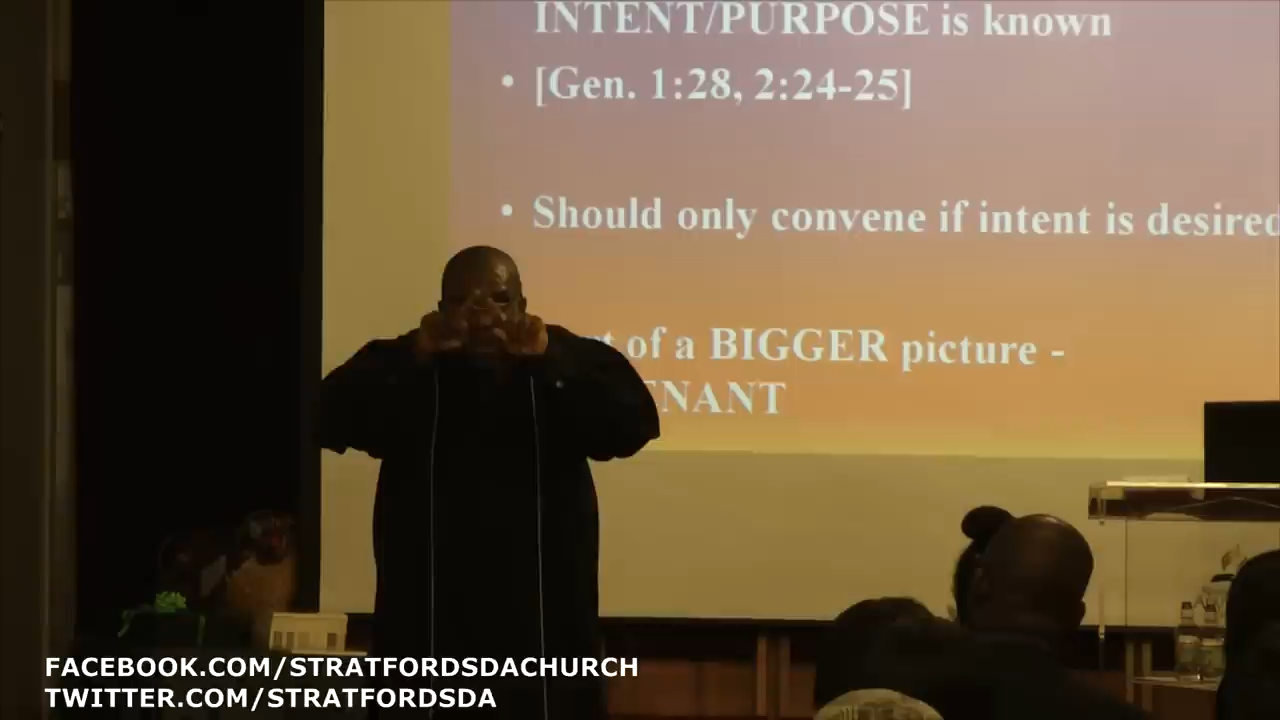 INTENT/PURPOSE is known
• [Gen. 1:28, 2:24-25]
• Should only convene if intent is desired
of a BIGGER picture -
ENANT
FACEBOOK.COM/STRATFORDSDACHURCH
TWITTER.COM/STRATFORDSDA